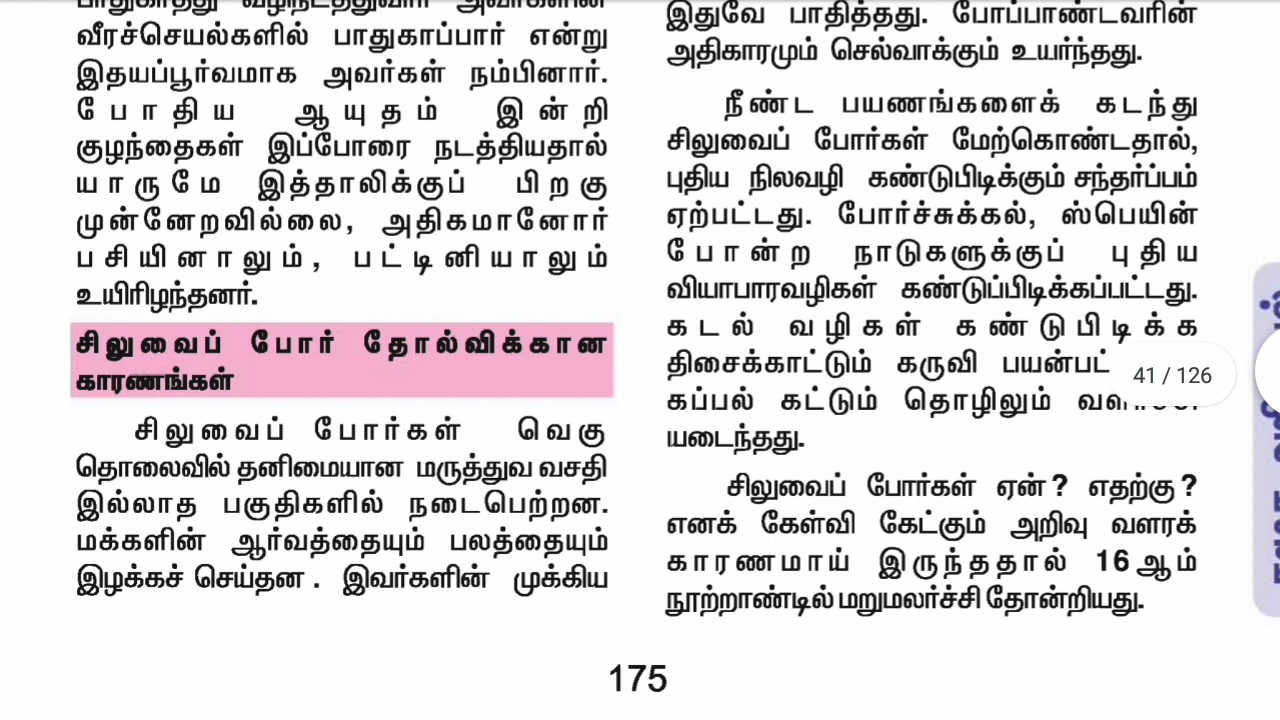 வீரச்செயல்களில் பாதுகாப்பார் என்று
இதயப்பூர்வமாக அவர்கள் நம்பினார்.
போதிய ஆயுதம் இன்றி
குழந்தைகள் இப்போரை நடத்தியதால்
யாருமே இத்தாலிக்குப் பிறகு
முன்னேறவில்லை, அதிகமானோர்
பசியினாலும், பட்டினியாலும்
உயிரிழந்தனர்.
சிலுவைப் போர் தோல்விக்கான
காரணங்கள்
சிலுவைப் போர்கள் வெகு
தொலைவில் தனிமையான மருத்துவ வசதி
இல்லாத பகுதிகளில் நடைபெற்றன.
மக்களின் ஆர்வத்தையும் பலத்தையும்
இழக்கச் செய்தன. இவர்களின் முக்கிய
இதுவே பாதித்தது. போப்பாண்டவரின்
அதிகாரமும் செல்வாக்கும் உயர்ந்தது.
நீண்ட பயணங்களைக் கடந்து
சிலுவைப் போர்கள் மேற்கொண்டதால்,
புதிய நிலவழி கண்டுபிடிக்கும் சந்தர்ப்பம்
ஏற்பட்டது. போர்ச்சுக்கல், ஸ்பெயின்
போன்ற நாடுகளுக்குப் புதிய
வியாபாரவழிகள் கண்டுப்பிடிக்கப்பட்டது.
கடல் வழிகள் கண்டுபிடிக்க
திசைக்காட்டும் கருவி
கப்பல் கட்டும் தொழிலும்
யடைந்தது.
சிலுவைப் போர்கள் ஏன்? எதற்கு?
எனக் கேள்வி கேட்கும் அறிவு வளரக்
காரணமாய் இருந்ததால் 16ஆம்
நூற்றாண்டில் மறுமலர்ச்சி தோன்றியது.
41 / 126
175